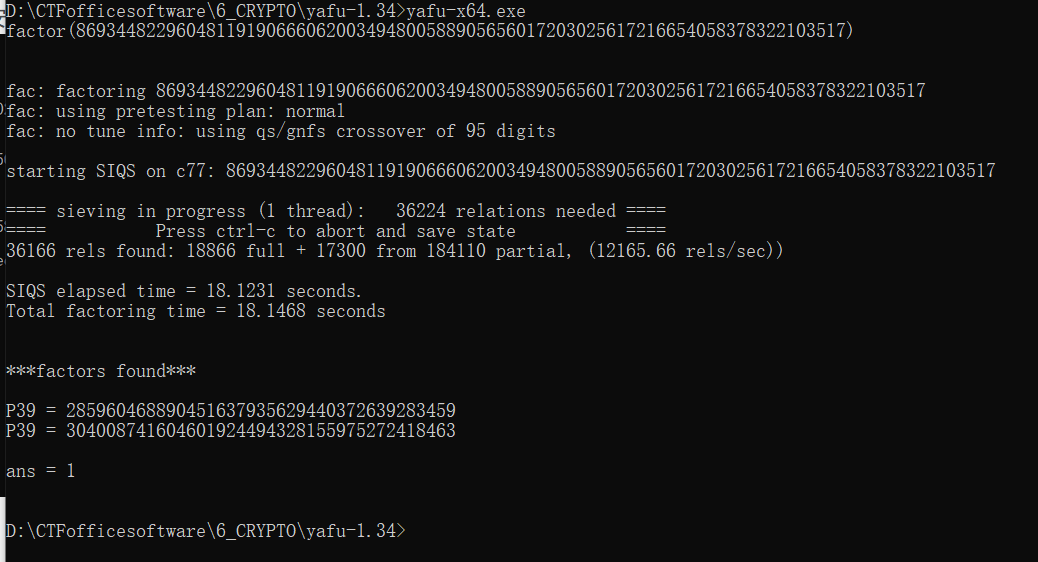 D:\CTFofficesoftware\6_CRYPTO\yafu-1.34>yafu-x64.exe
factor(86934482296048119190666062003494800588905656017203025617216654058378322103517)
fac: factoring 86934482296048119190666062003494800588905656017203025617216654058378322103517
fac: using pretesting plan: normal
fac: no tune info: using qs/gnfs crossover of 95 digits
starting SIQS on c77: 86934482296048119190666062003494800588905656017203025617216654058378322103517
==== sieving in progress (1 thread):   36224 relations needed ====
====           Press ctrl-c to abort and save state           ====
36166 rels found: 18866 full + 17300 from 184110 partial, (12165.66 rels/sec))
SIQS elapsed time = 18.1231 seconds.
Total factoring time = 18.1468 seconds
***factors found***
P39 = 285960468890451637935629440372639283459
P39 = 304008741604601924494328155975272418463
ans = 1
D:\CTFofficesoftware\6_CRYPTO\yafu-1.34>